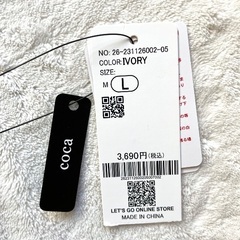 NO: 26-231126002-05
COLOR: IVORY
SIZE:
M L
3,690円(税込)
LET'S GO ONLINE STORE
MADE IN CHINA
coca